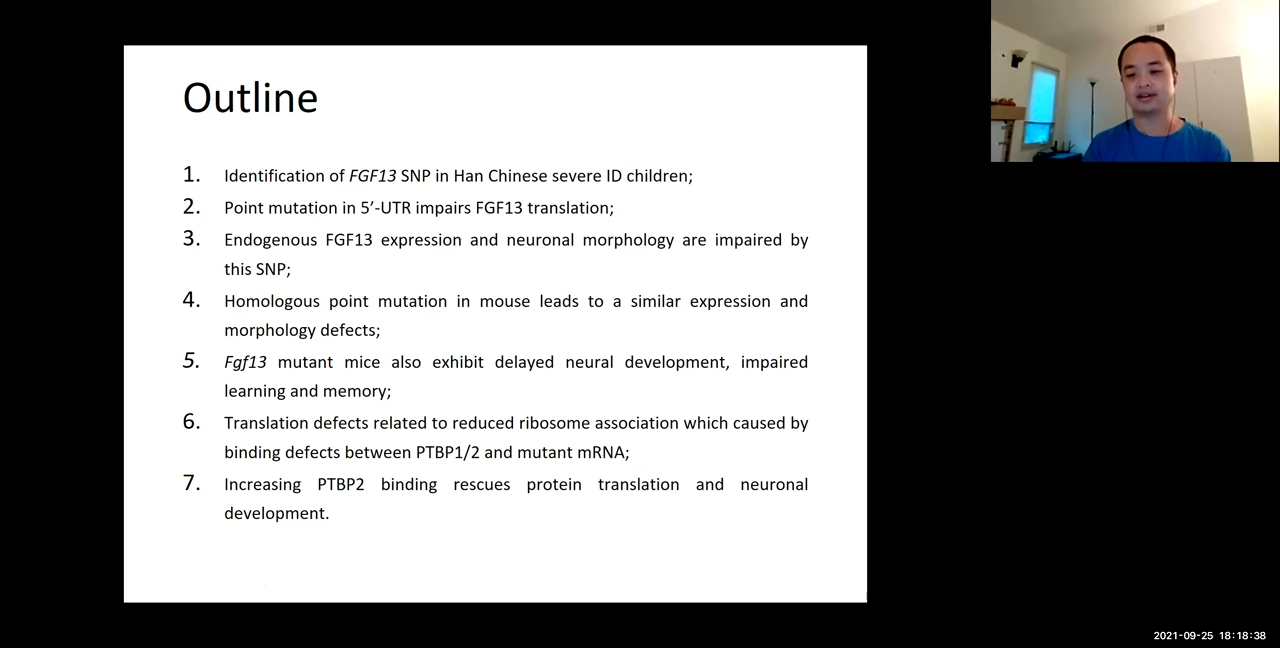 Outline
1. Identification of FGF13 SNP in Han Chinese severe ID children;
2. Point mutation in 5’-UTR impairs FGF13 translation;
3. Endogenous FGF13 expression and neuronal morphology are impaired by
this SNP;
4. Homologous point mutation in mouse leads to a similar expression and
morphology defects;
5. Fgf13 mutant mice also exhibit delayed neural development, impaired
learning and memory;
6. Translation defects related to reduced ribosome association which caused by
binding defects between PTBP1/2 and mutant mRNA;
7. Increasing PTBP2 binding rescues protein translation and neuronal
development.
2021-09-25 18:18:38